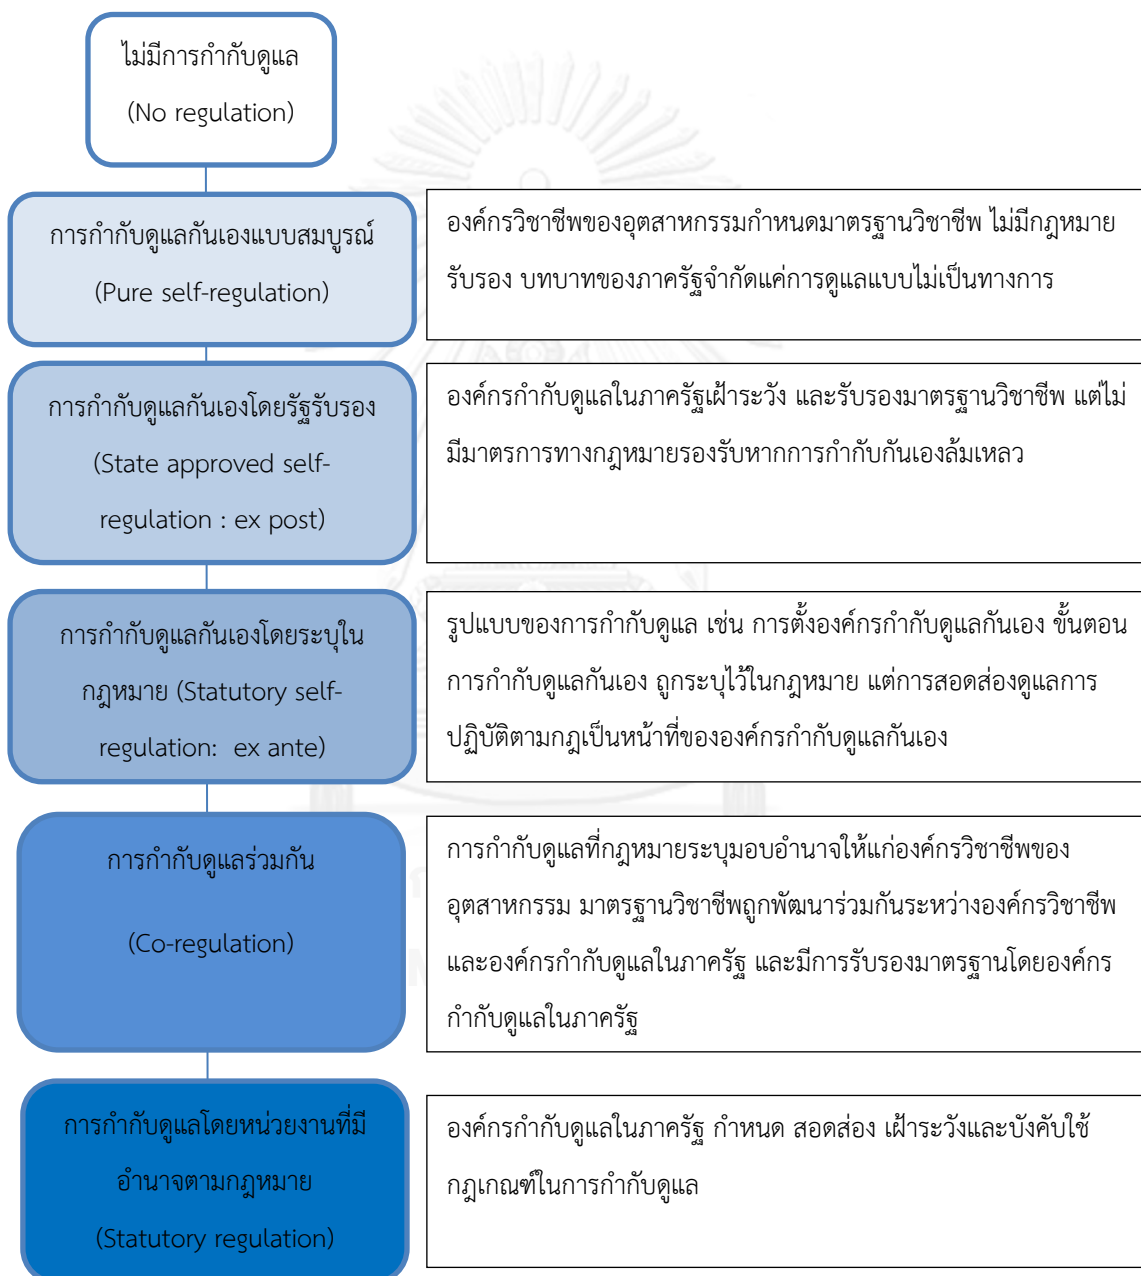 ไม่มีการกำกับดูแล
(No regulation)
การกำกับดูแลกันเองแบบสมบูรณ์
(Pure self-regulation)
องค์กรวิชาชีพของอุตสาหกรรมกำหนดมาตรฐานวิชาชีพ ไม่มีกฎหมาย
รับรอง บทบาทของภาครัฐจำกัดแค่การดูแลแบบไม่เป็นทางการ
การกำกับดูแลกันเองโดยรัฐรับรอง
(State approved self-
regulation : ex post)
องค์กรกำกับดูแลในภาครัฐเฝ้าระวัง และรับรองมาตรฐานวิชาชีพ แต่ไม่
มีมาตรการทางกฎหมายรองรับหากการกำกับกันเองล้มเหลว
การกำกับดูแลกันเองโดยระบุใน
กฎหมาย (Statutory self-
regulation: ex ante)
รูปแบบของการกำกับดูแล เช่น การตั้งองค์กรกำกับดูแลกันเอง ขั้นตอน
การกำกับดูแลกันเอง ถูกระบุไว้ในกฎหมาย แต่การสอดส่องดูแลการ
ปฏิบัติตามกฎเป็นหน้าที่ขององค์กรกำกับดูแลกันเอง
การกำกับดูแลร่วมกัน
(Co-regulation)
การกำกับดูแลที่กฎหมายระบุมอบอำนาจให้แก่องค์กรวิชาชีพของ
อุตสาหกรรม มาตรฐานวิชาชีพถูกพัฒนาร่วมกันระหว่างองค์กรวิชาชีพ
และองค์กรกำกับดูแลในภาครัฐ และมีการรับรองมาตรฐานโดยองค์กร
กำกับดูแลในภาครัฐ
การกำกับดูแลโดยหน่วยงานที่มี
อำนาจตามกฎหมาย
(Statutory regulation)
องค์กรกำกับดูแลในภาครัฐ กำหนด สอดส่อง เฝ้าระวังและบังคับใช้
กฎเกณฑ์ในการกำกับดูแล